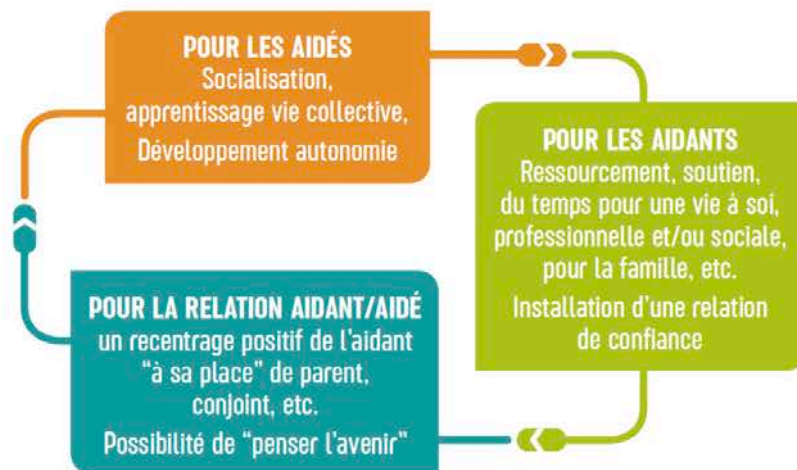 POUR LES AIDÉS
Socialisation,
apprentissage vie collective,
Développement autonomie
POUR LES AIDANTS
Ressourcement, soutien,
du temps pour une vie à soi,
professionnelle et/ou sociale,
pour la famille, etc.
Installation d’une relation
de confiance
POUR LA RELATION AIDANT/AIDÉ
un recentrage positif de l’aidant
“à sa place” de parent,
conjoint, etc.
Possibilité de “penser l’avenir”